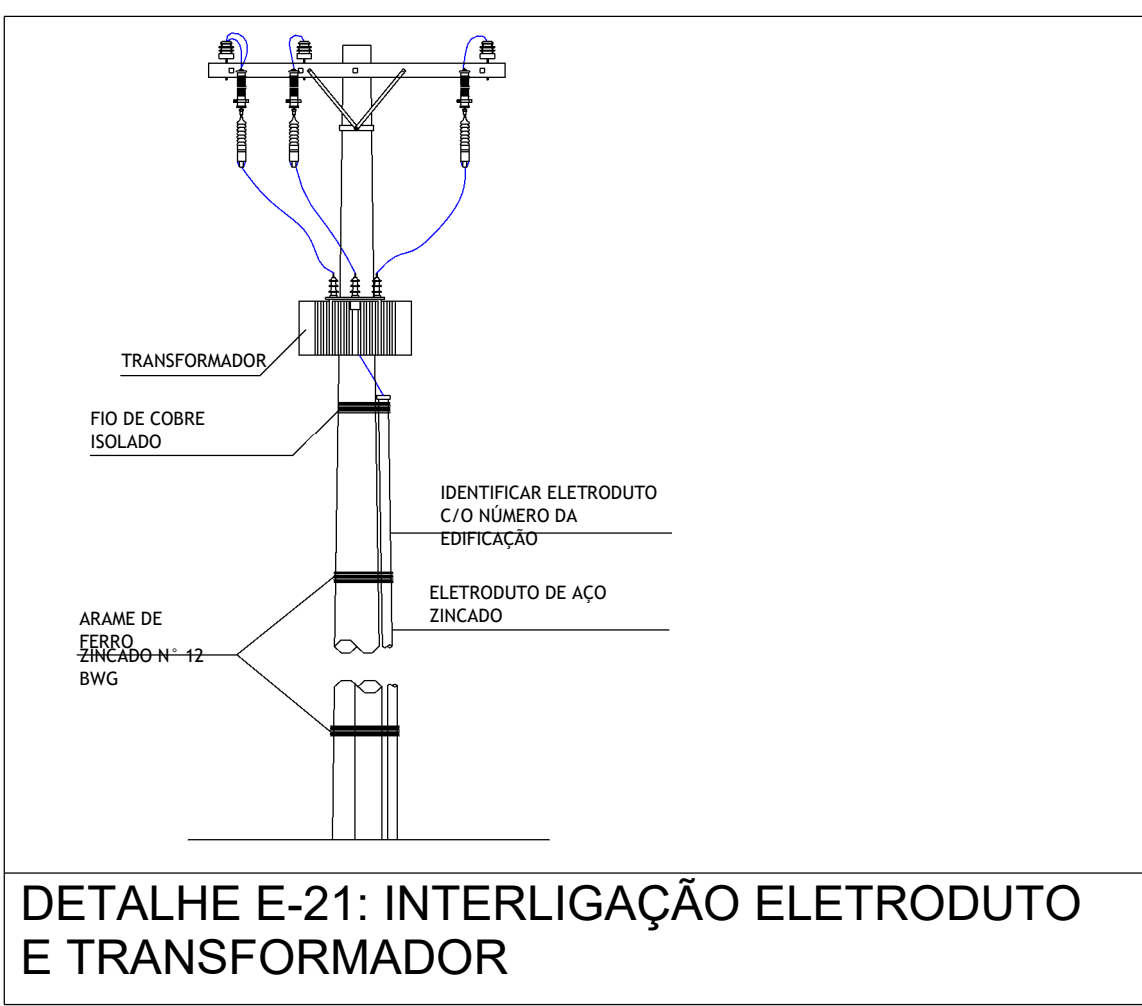 TRANSFORMADOR
FIO DE COBRE
ISOLADO
IDENTIFICAR ELETRODUTO
C/O NÚMERO DA
EDIFICAÇÃO
ELETRODUTO DE AÇO
ZINCADO
ARAME DE
FERRO
ZINCADO N° 12
BWG
DETALHE E-21: INTERLIGAÇÃO ELETRODUTO
E TRANSFORMADOR